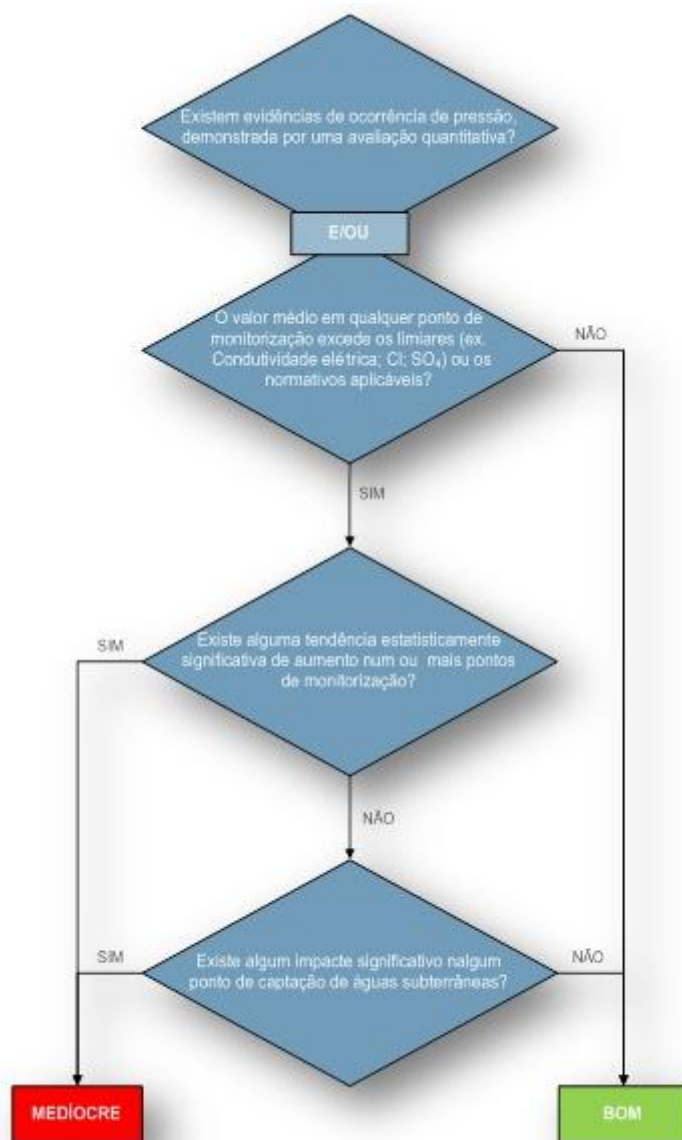 Existem evidências de ocorrência de pressão,
demonstrada por uma avaliação quantitativa?
E/OU
O valor médio em qualquer ponto de
monitorização excede os limiares (ex.
Condutividade elétrica; Cl; SO₄) ou os
normativos aplicáveis?
NÃO
SIM
SIM
Existe alguma tendência estatisticamente
significativa de aumento num ou mais pontos
de monitorização?
NÃO
SIM
Existe algum impacte significativo nalgum
ponto de captação de águas subterrâneas?
NÃO
MEDÍOCRE
BOM